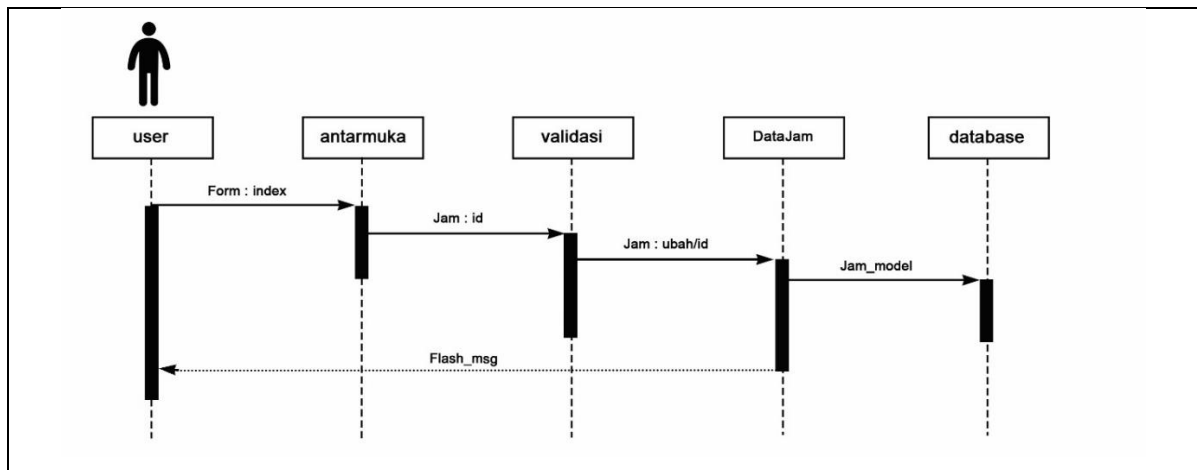 user
antarmuka
validasi
DataJam
database
Form : index
Jam : id
Jam : ubah/id
Jam_model
Flash_msg